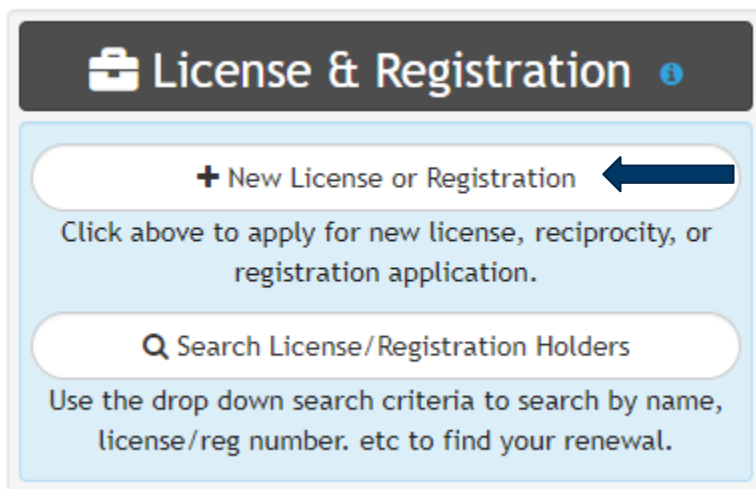 License & Registration
+ New License or Registration
Click above to apply for new license, reciprocity, or
registration application.
Search License/Registration Holders
Use the drop down search criteria to search by name,
license/reg number. etc to find your renewal.